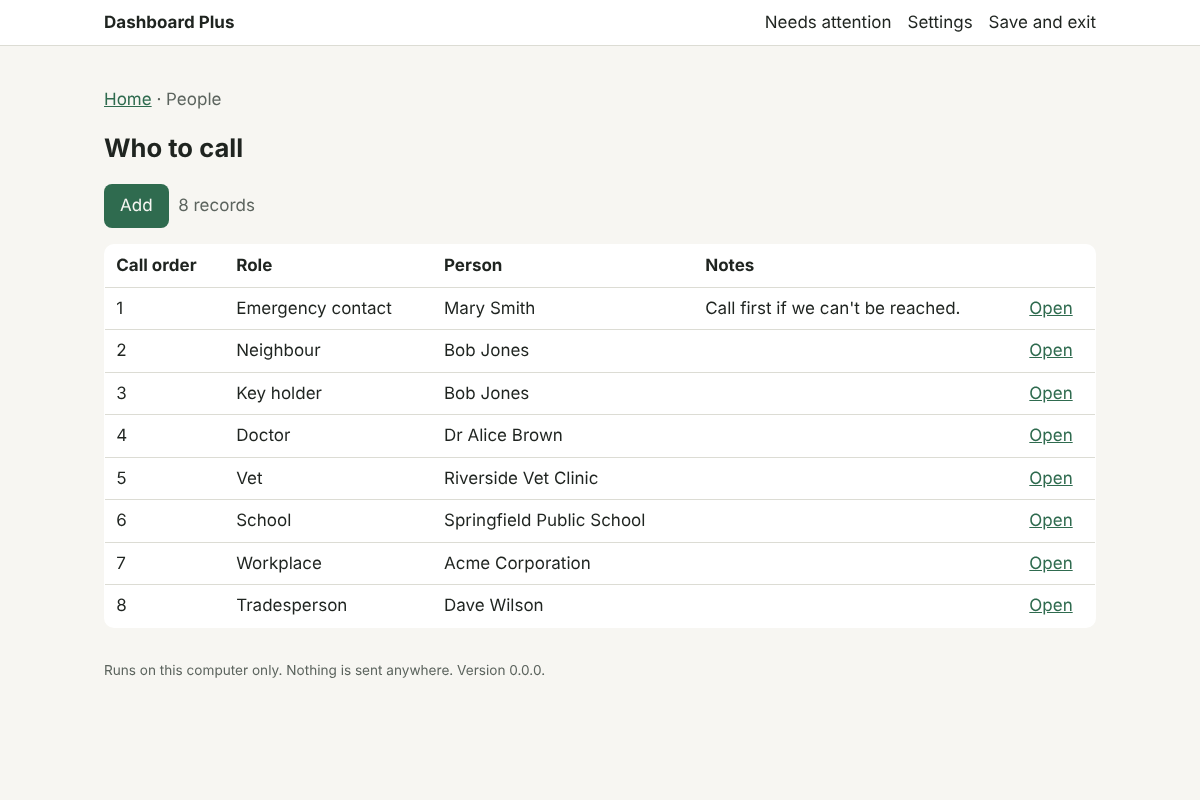 Dashboard Plus Needs attention Settings Save and exit
Home · People
Who to call
Add 8 records
Call order Role Person Notes
1 Emergency contact Mary Smith Call first if we can't be reached. Open
2 Neighbour Bob Jones Open
3 Key holder Bob Jones Open
4 Doctor Dr Alice Brown Open
5 Vet Riverside Vet Clinic Open
6 School Springfield Public School Open
7 Workplace Acme Corporation Open
8 Tradesperson Dave Wilson Open
Runs on this computer only. Nothing is sent anywhere. Version 0.0.0.